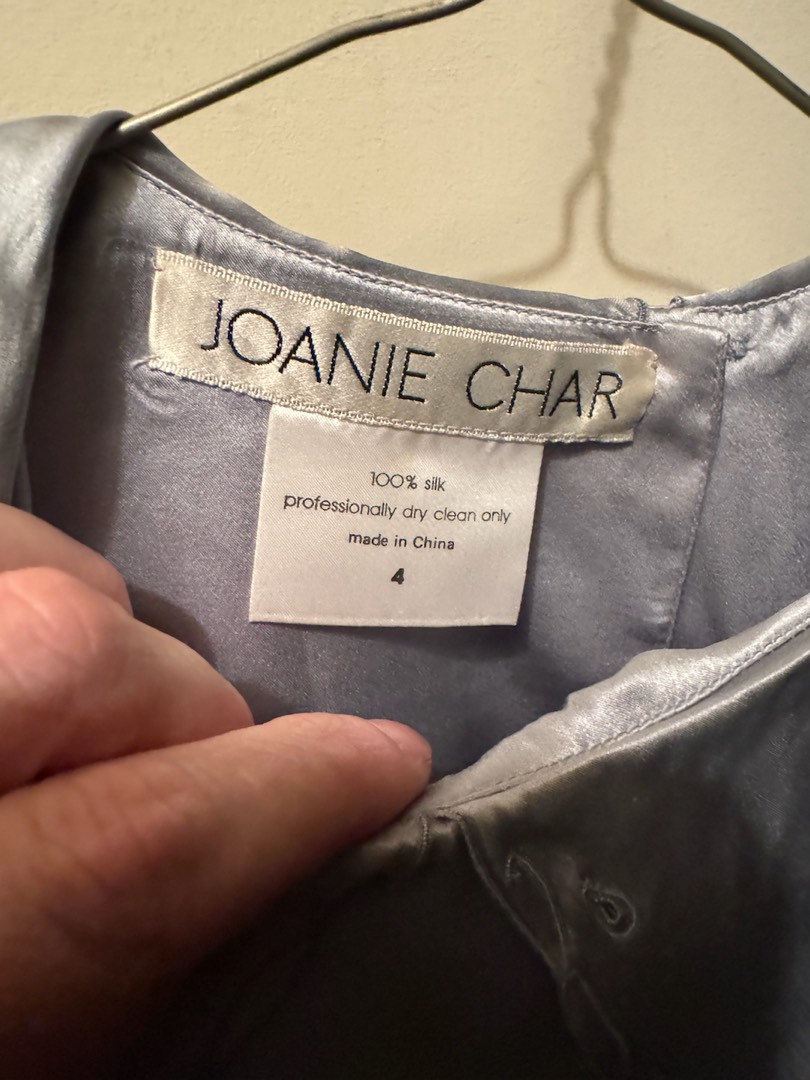 JOANIE CHAR
100% silk
professionally dry clean only
made in China
4